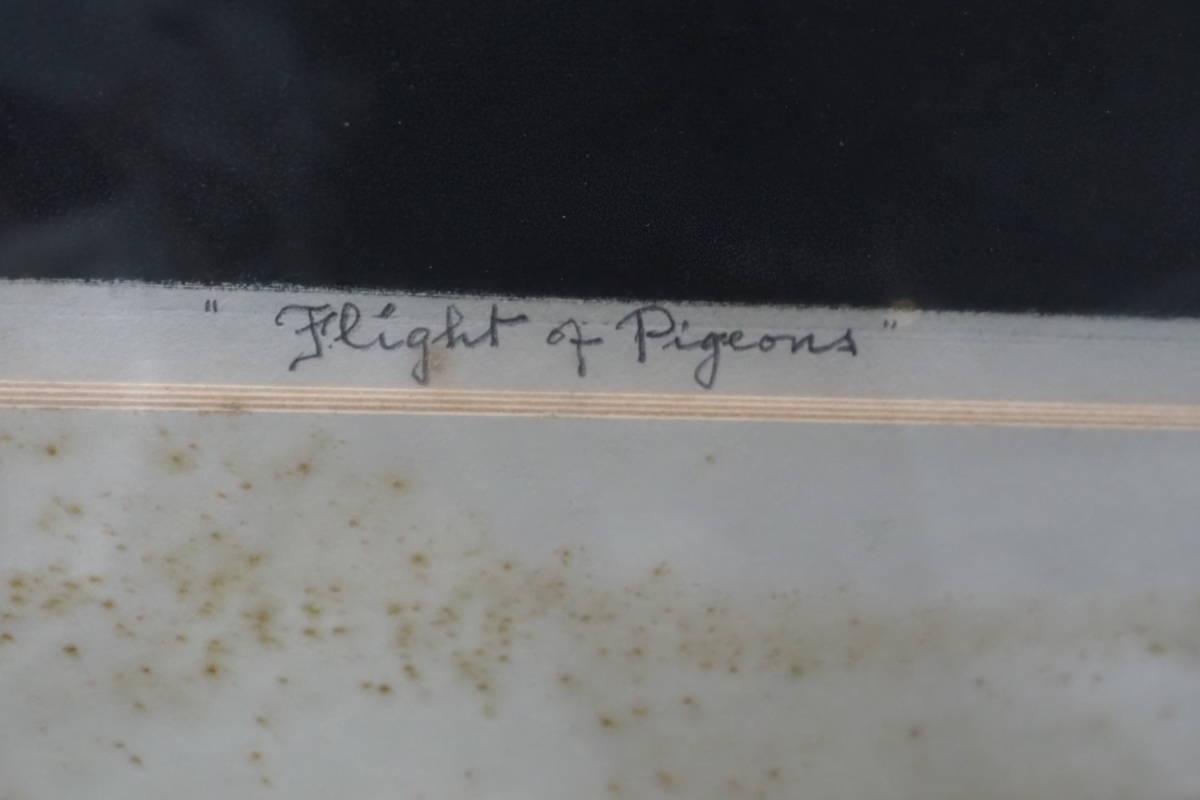 " Flight of Pigeons "